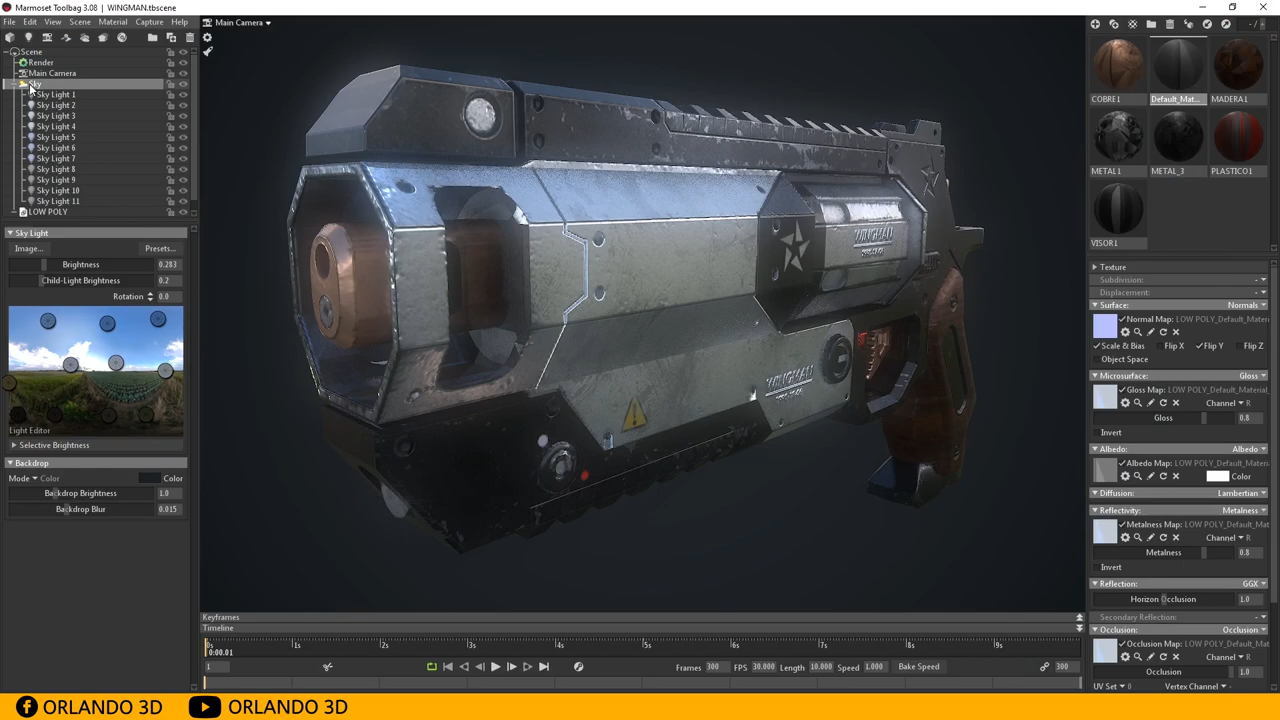 Marmoset Toolbag 3.08 | WINGMAN.tbscene
File Edit View Scene Material Capture Help
Main Camera
Scene
Render
Main Camera
Sky
Sky Light 1
Sky Light 2
Sky Light 3
Sky Light 4
Sky Light 5
Sky Light 6
Sky Light 7
Sky Light 8
Sky Light 9
Sky Light 10
Sky Light 11
LOW POLY
Sky Light
Image... Presets...
Brightness 0.283
Child-Light Brightness 0.2
Rotation 0.0
Light Editor
Selective Brightness
Backdrop
Mode Color Color
Backdrop Brightness 1.0
Backdrop Blur 0.015
WINGMAN
WINGMAN
Keyframes
Timeline
0s 1s 2s 3s 4s 5s 6s 7s 8s 9s
0:00.01
1 Frames 300 FPS 30.000 Length 10.000 Speed 1.000 Bake Speed 300
- / -
COBRE1 Default_Mat... MADERA1
METAL1 METAL_3 PLASTICO1
VISOR1
Texture
Subdivision: -
Displacement: -
Surface: Normals
Normal Map: LOW POLY_Default_Mater
Scale & Bias Flip X Flip Y Flip Z
Object Space
Microsurface: Gloss
Gloss Map: LOW POLY_Default_Material
Channel R
Gloss 0.8
Invert
Albedo: Albedo
Albedo Map: LOW POLY_Default_Materi
Color
Diffusion: Lambertian
Reflectivity: Metalness
Metalness Map: LOW POLY_Default_Mat
Channel R
Metalness 0.8
Invert
Reflection: GGX
Horizon Occlusion 1.0
Secondary Reflection: -
Occlusion: Occlusion
Occlusion Map: LOW POLY_Default_Mat
Channel R
Occlusion 1.0
UV Set 0 Vertex Channel -
ORLANDO 3D ORLANDO 3D